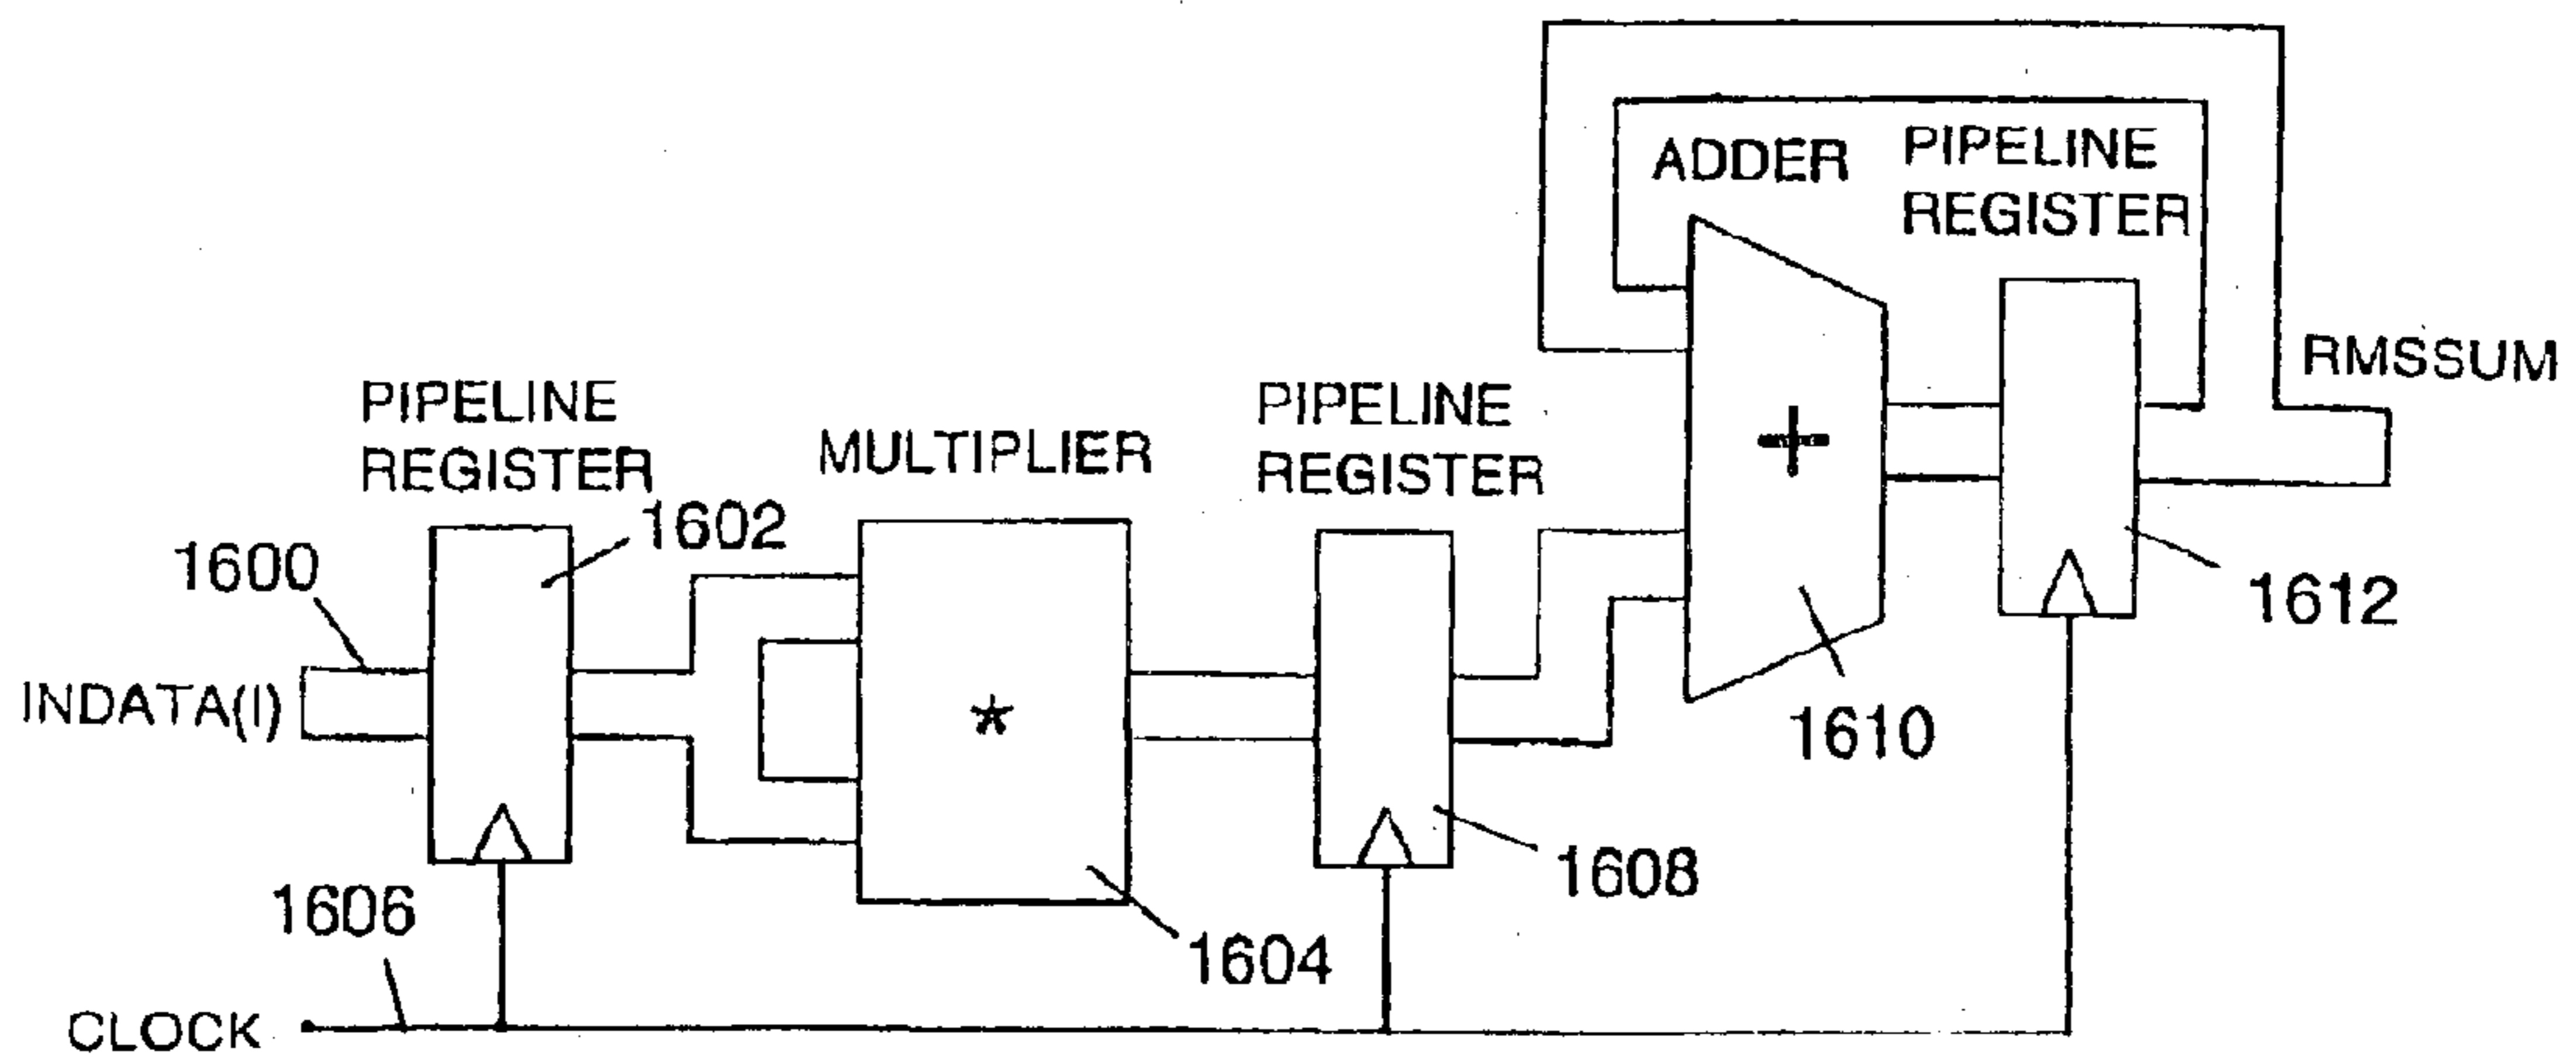 ADDER
PIPELINE
REGISTER
RMSSUM
PIPELINE
REGISTER
MULTIPLIER
PIPELINE
REGISTER
+
1602
1600
1612
INDATA(I)
*
1610
1608
1606
1604
CLOCK